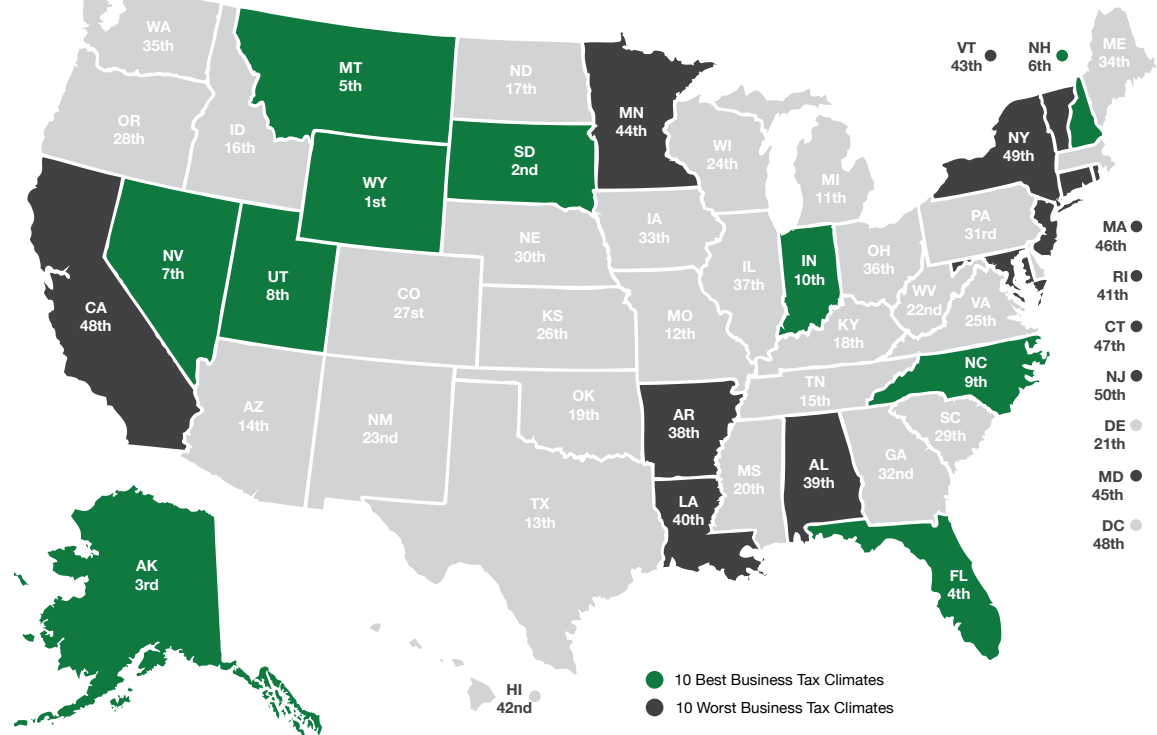 WA
35th
MT
5th
ND
17th
MN
44th
VT
43th
NH
6th
ME
34th
OR
28th
ID
16th
SD
2nd
WI
24th
NY
49th
WY
1st
MI
11th
IA
33th
PA
31rd
MA
46th
NV
7th
UT
8th
NE
30th
IL
37th
IN
10th
OH
36th
RI
41th
CA
48th
CO
27st
KS
26th
MO
12th
KY
18th
WV
22nd
VA
25th
CT
47th
NC
9th
NJ
50th
AZ
14th
NM
23nd
OK
19th
AR
38th
TN
15th
SC
29th
DE
21th
MS
20th
AL
39th
GA
32nd
MD
45th
TX
13th
LA
40th
DC
48th
AK
3rd
FL
4th
HI
42nd
10 Best Business Tax Climates
10 Worst Business Tax Climates